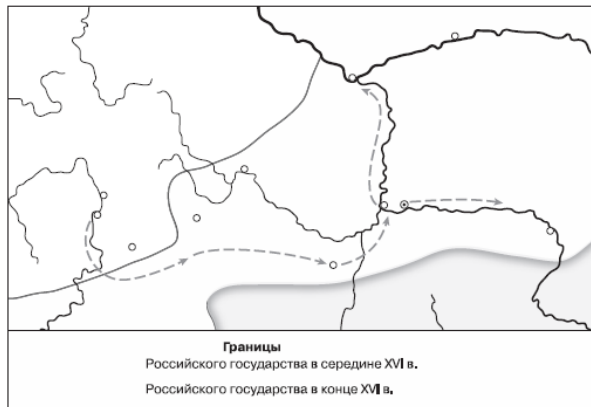 Границы
Российского государства в середине XVI в.
Российского государства в конце XVI в.